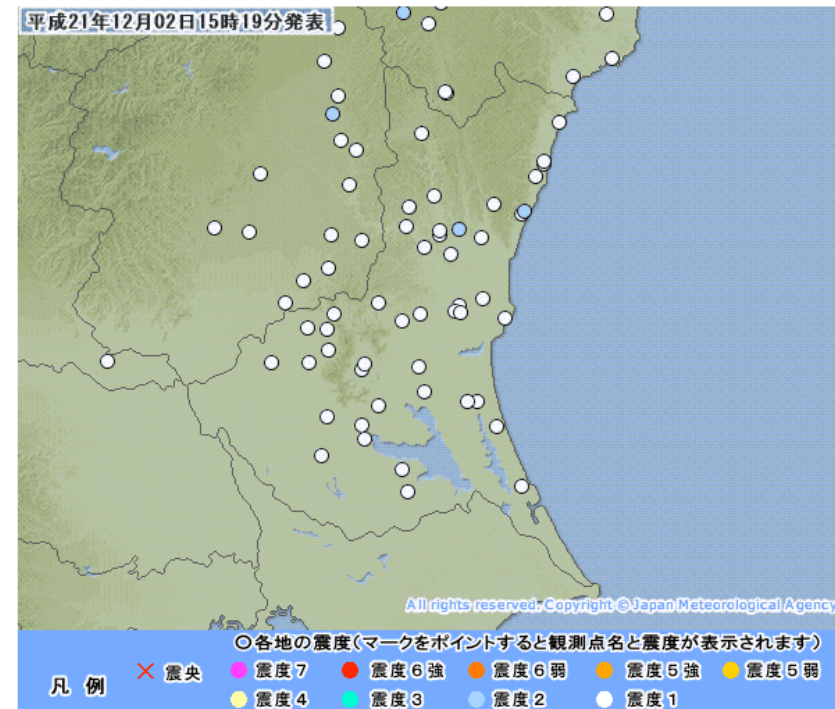 平成21年12月02日15時19分発表
All rights reserved. Copyright © Japan Meteorological Agency
○各地の震度(マークをポイントすると観測点名と震度が表示されます)
凡 例 × 震央 震度7 震度6強 震度6弱 震度5強 震度5弱
震度4 震度3 震度2 震度1